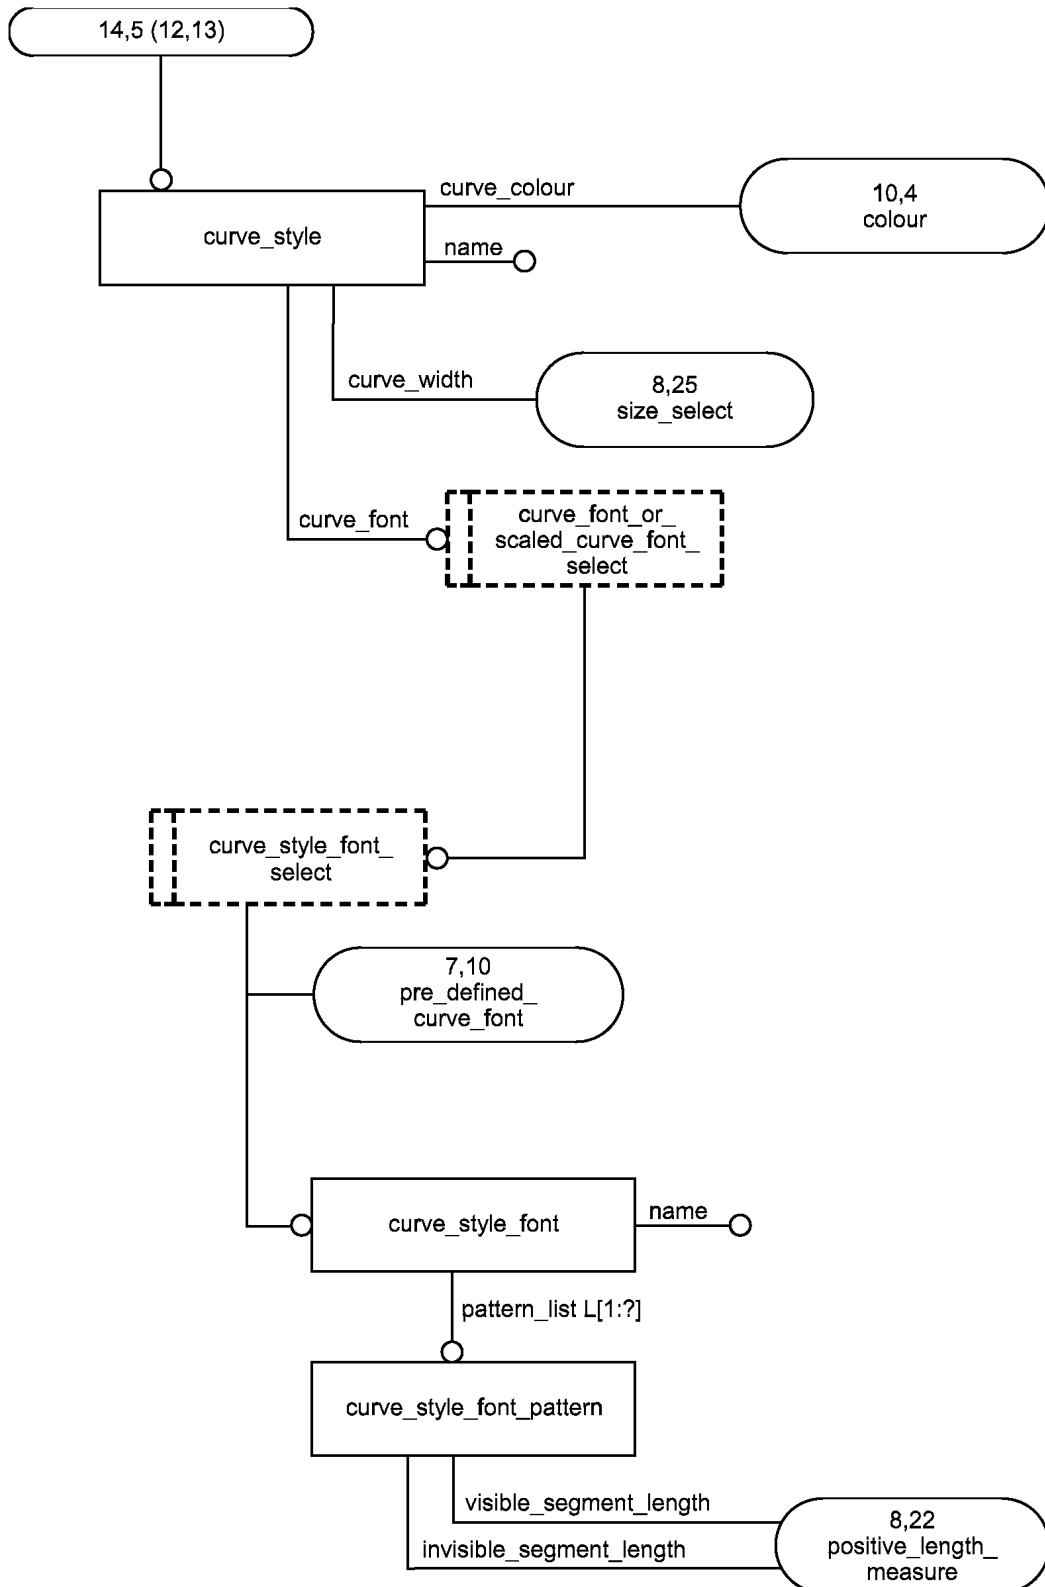 14,5 (12,13)
curve_colour
10,4
colour
curve_style
name
curve_width
8,25
size_select
curve_font
curve_font_or_
scaled_curve_font_
select
curve_style_font_
select
7,10
pre_defined_
curve_font
curve_style_font
name
pattern_list L[1:?]
curve_style_font_pattern
visible_segment_length
invisible_segment_length
8,22
positive_length_
measure